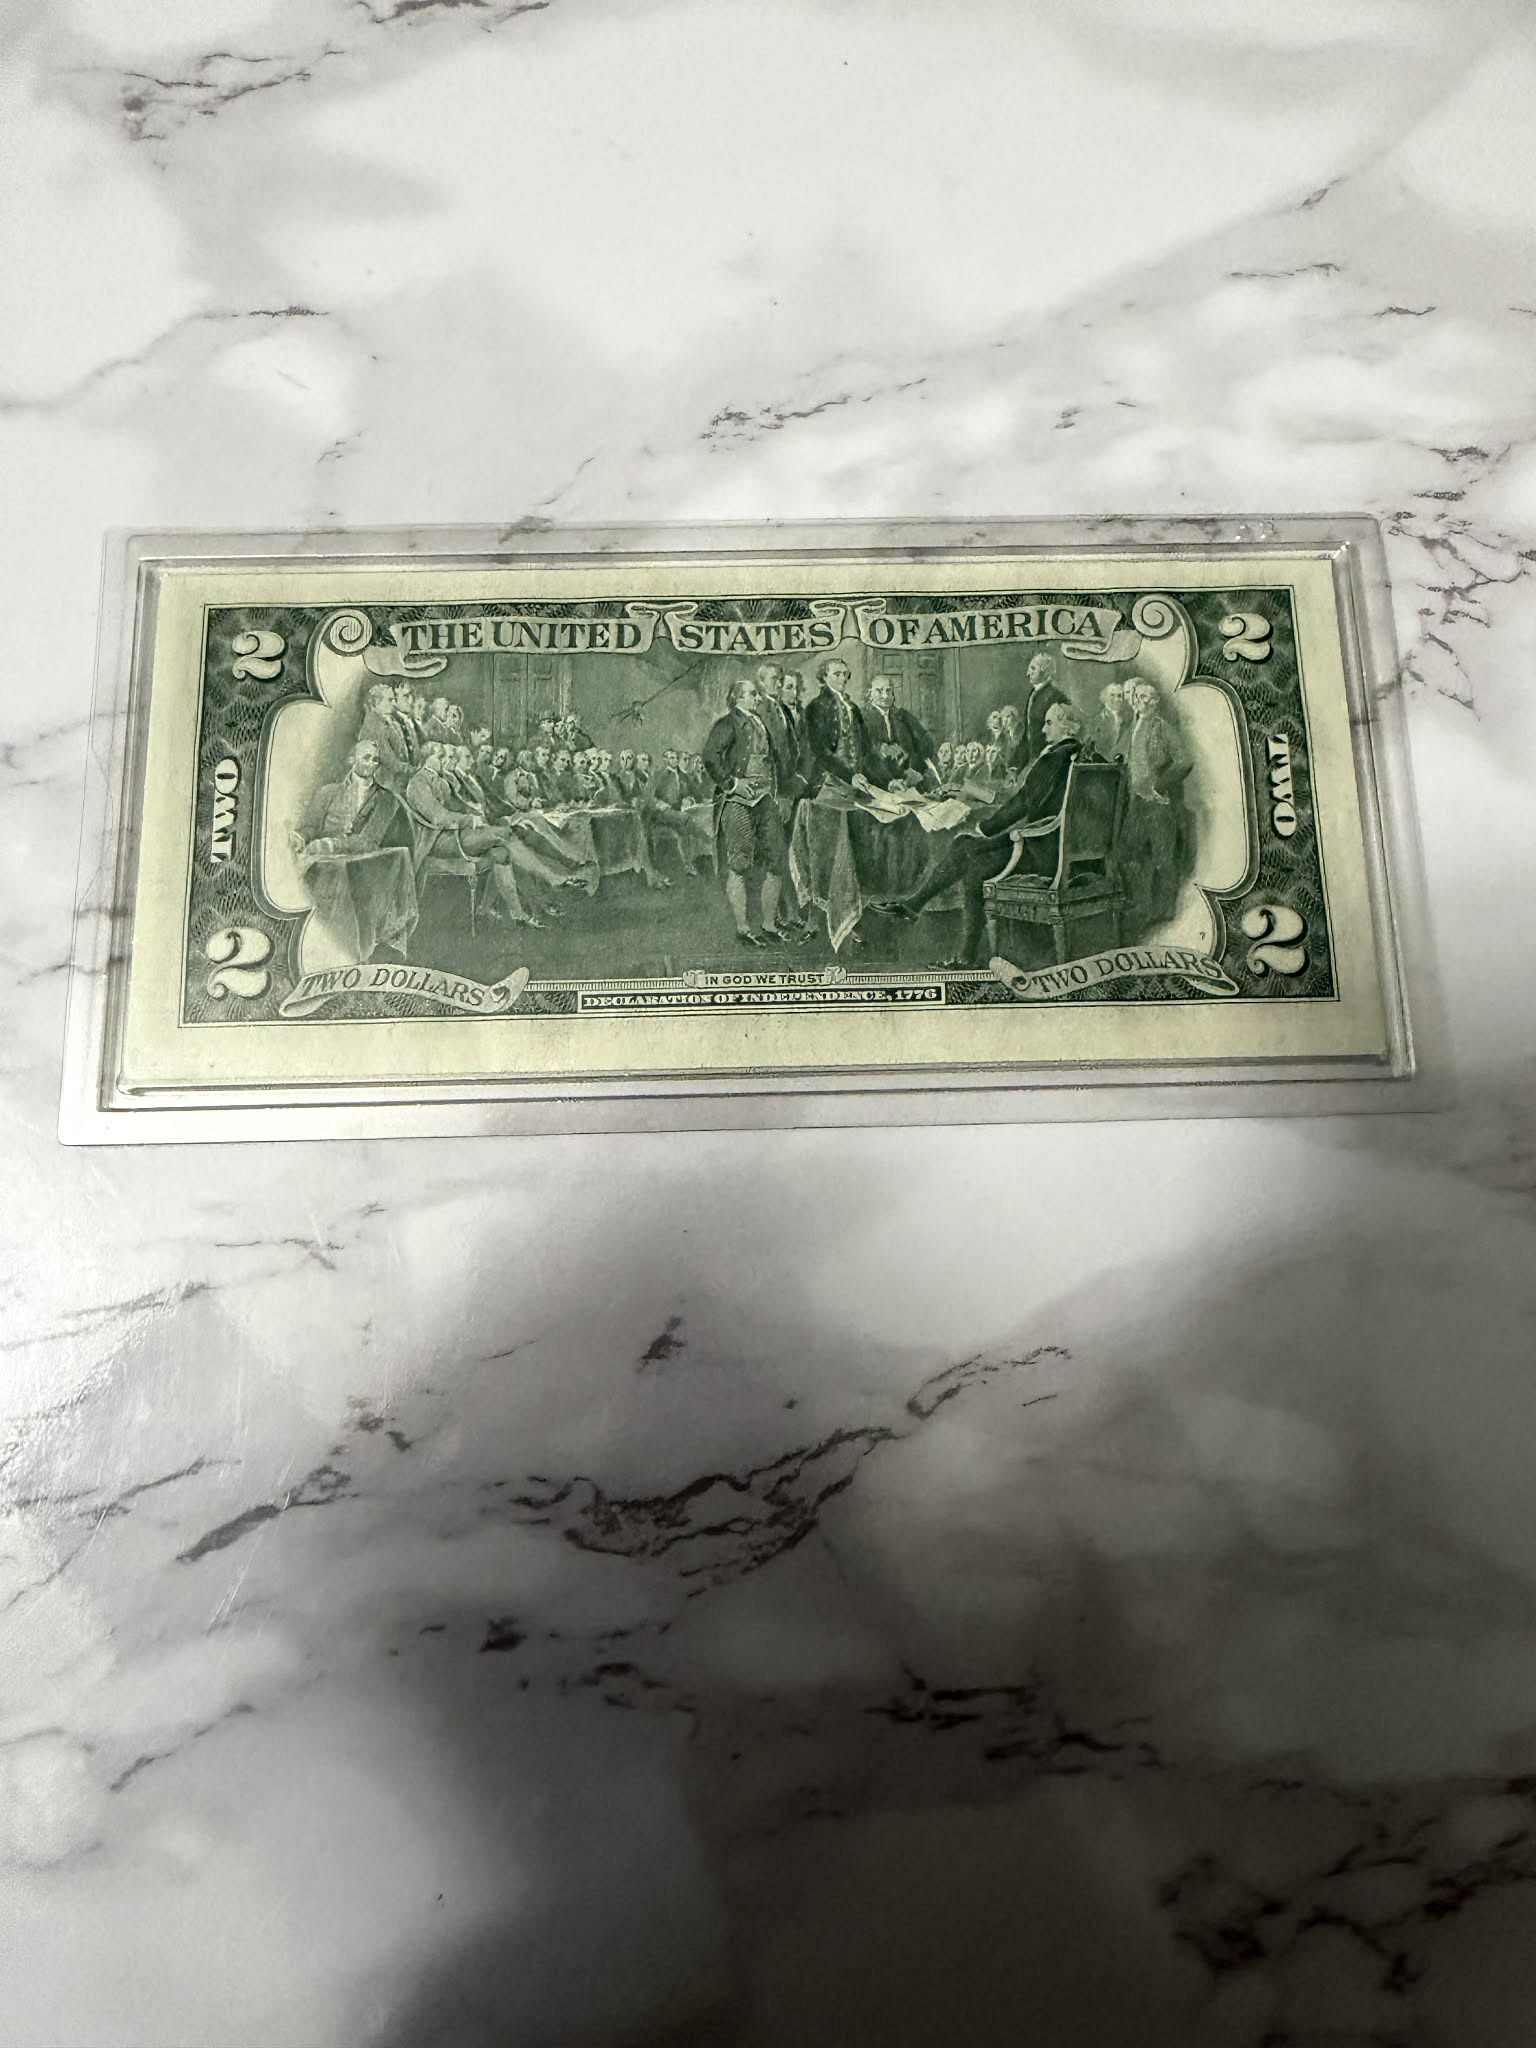 THE UNITED STATES OF AMERICA
2
2
TWO
TWO
2
2
TWO DOLLARS
IN GOD WE TRUST
TWO DOLLARS
DECLARATION OF INDEPENDENCE, 1776